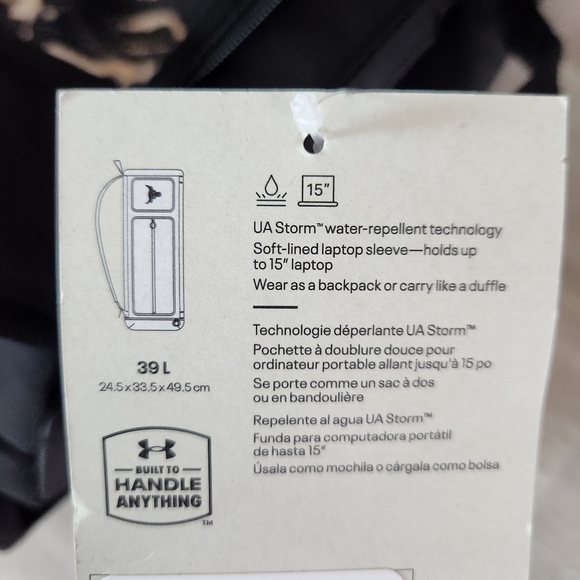 15"
UA Storm™ water-repellent technology
Soft-lined laptop sleeve—holds up
to 15" laptop
Wear as a backpack or carry like a duffle
Technologie déperlante UA Storm™
Pochette à doublure douce pour
ordinateur portable allant jusqu'à 15 po
Se porte comme un sac à dos
ou en bandoulière
Repelente al agua UA Storm™
Funda para computadora portátil
de hasta 15"
Úsala como mochila o cárgala como bolsa
39 L
24.5 x 33.5 x 49.5 cm
BUILT TO
HANDLE
ANYTHING
TM